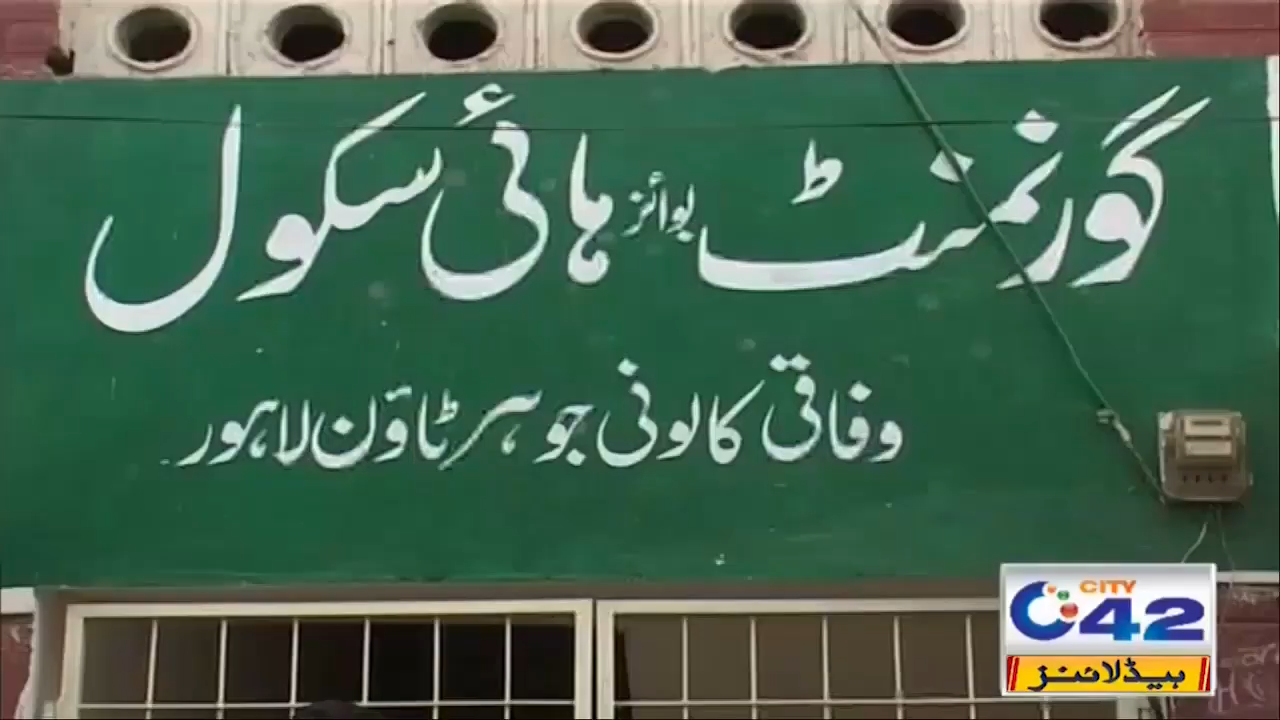 گورنمنٹ بوائز ہائی سکول
وفاقی کالونی جوہر ٹاؤن لاہور
CITY
42
ہیڈلائنز